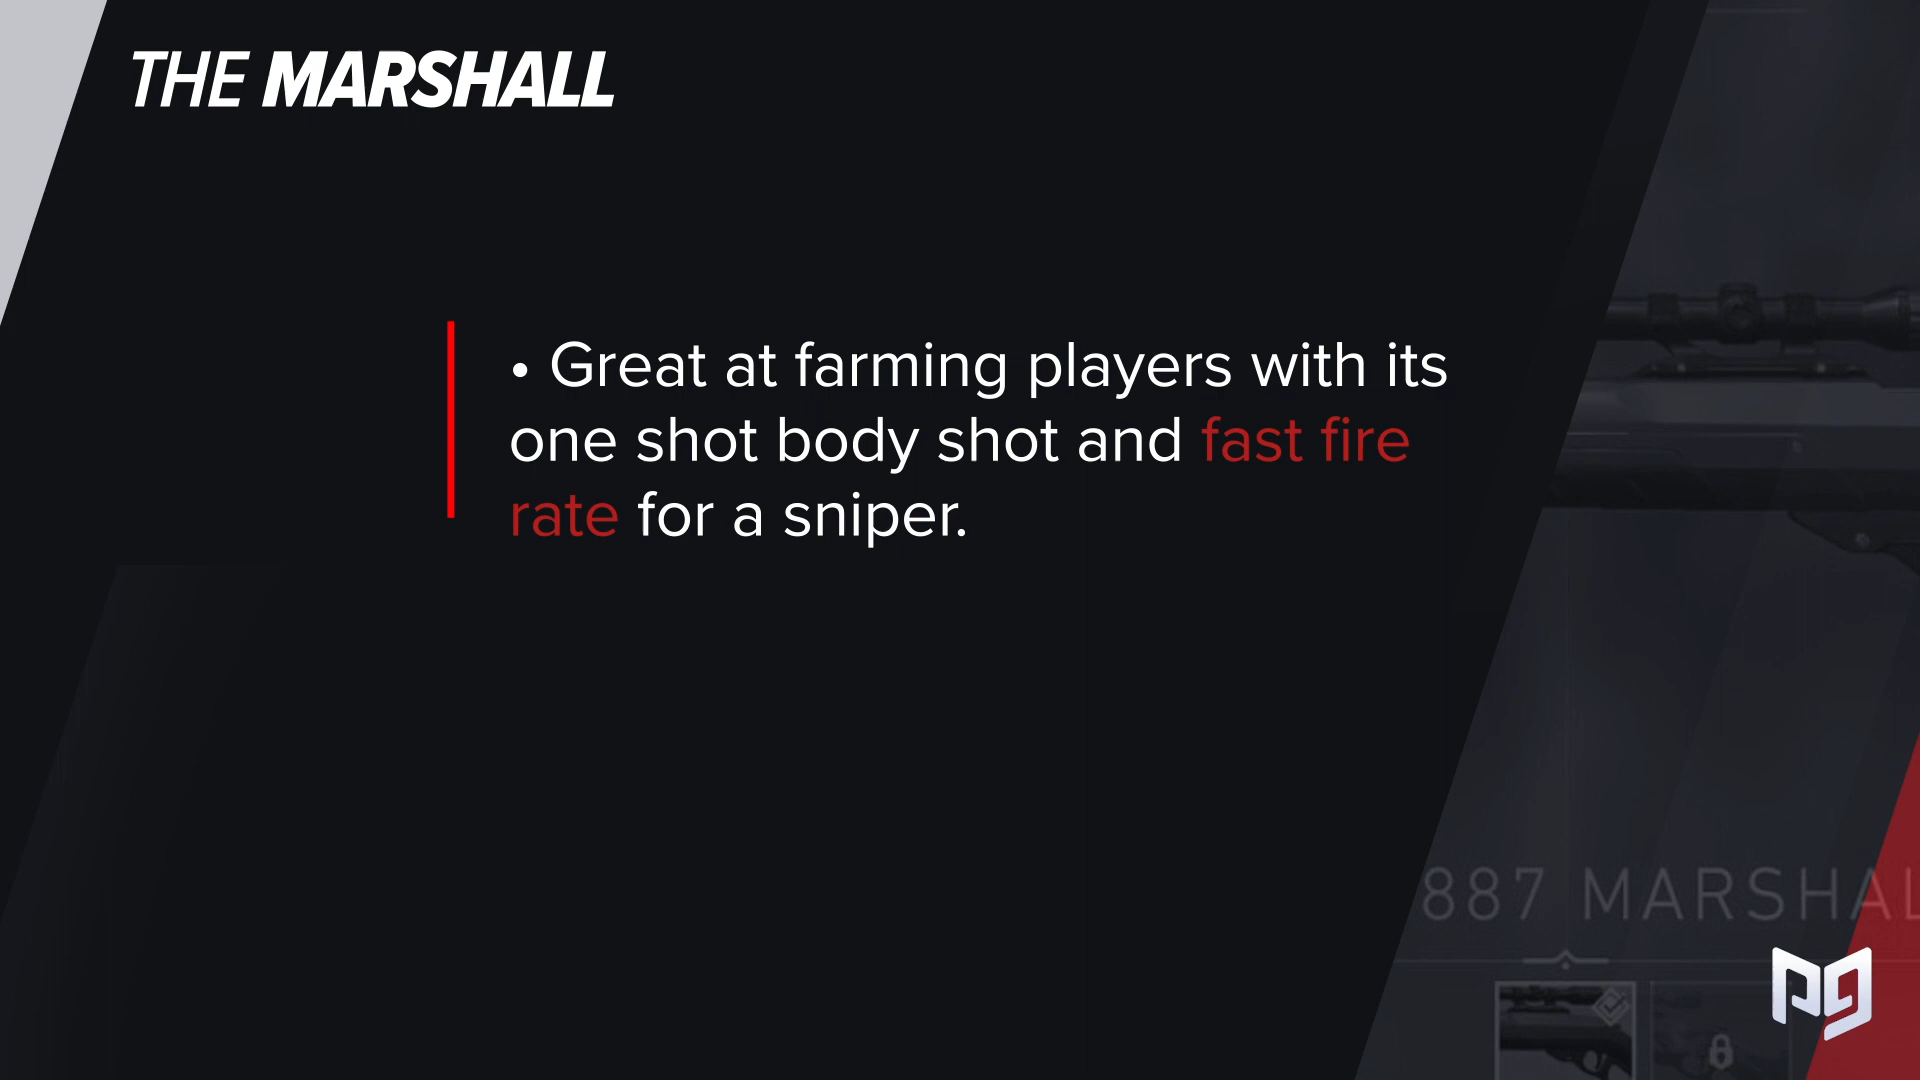 THE MARSHALL
• Great at farming players with its
one shot body shot and fast fire
rate for a sniper.
887 MARSHAL
pg